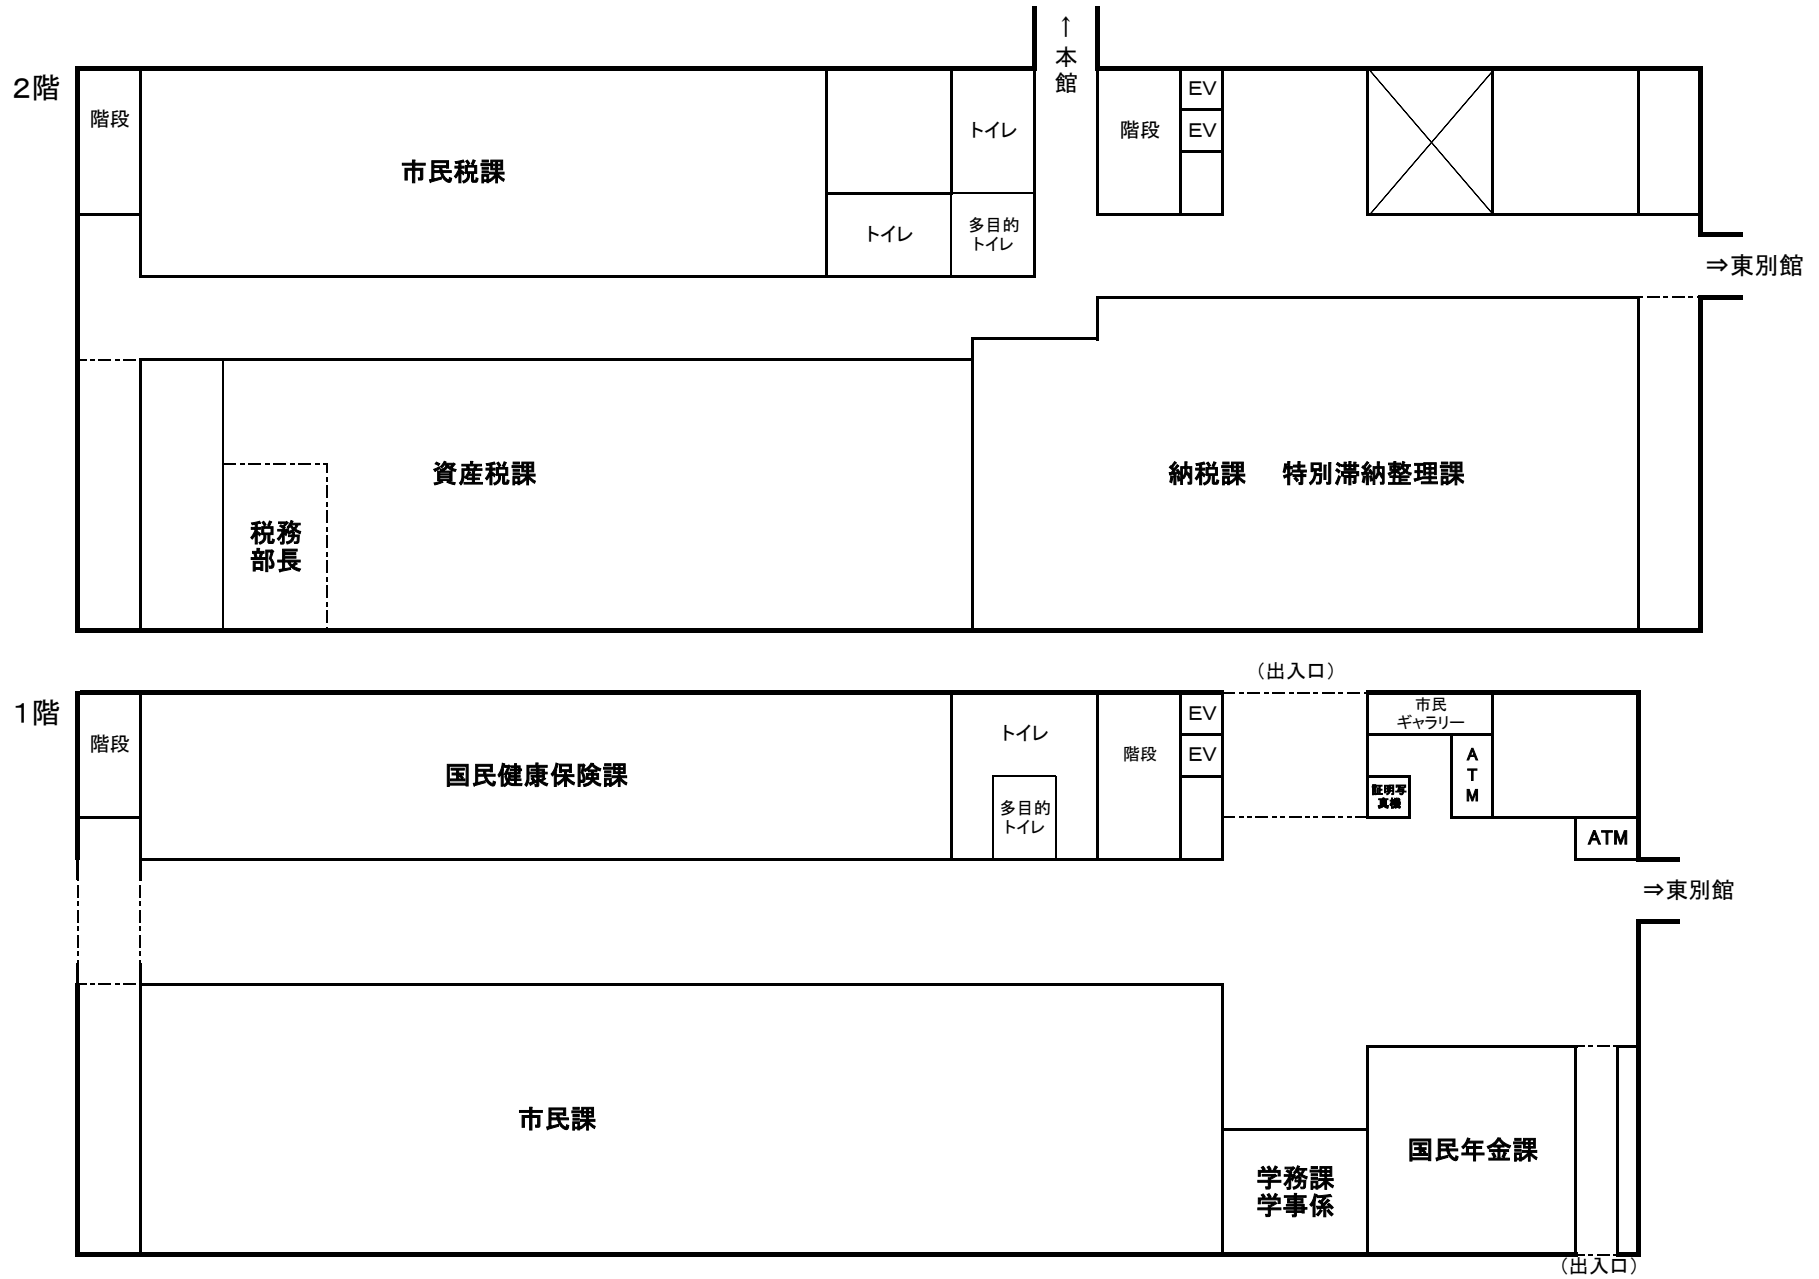 ↑
本
館
2階
階段
市民税課
トイレ
トイレ
多目的
トイレ
階段
EV
EV
⇒東別館
資産税課
税務
部長
納税課 特別滞納整理課
（出入口）
1階
階段
国民健康保険課
トイレ
多目的
トイレ
階段
EV
EV
市民
ギャラリー
A
T
M
証明写
真機
ATM
⇒東別館
市民課
学務課
学事係
国民年金課
（出入口）